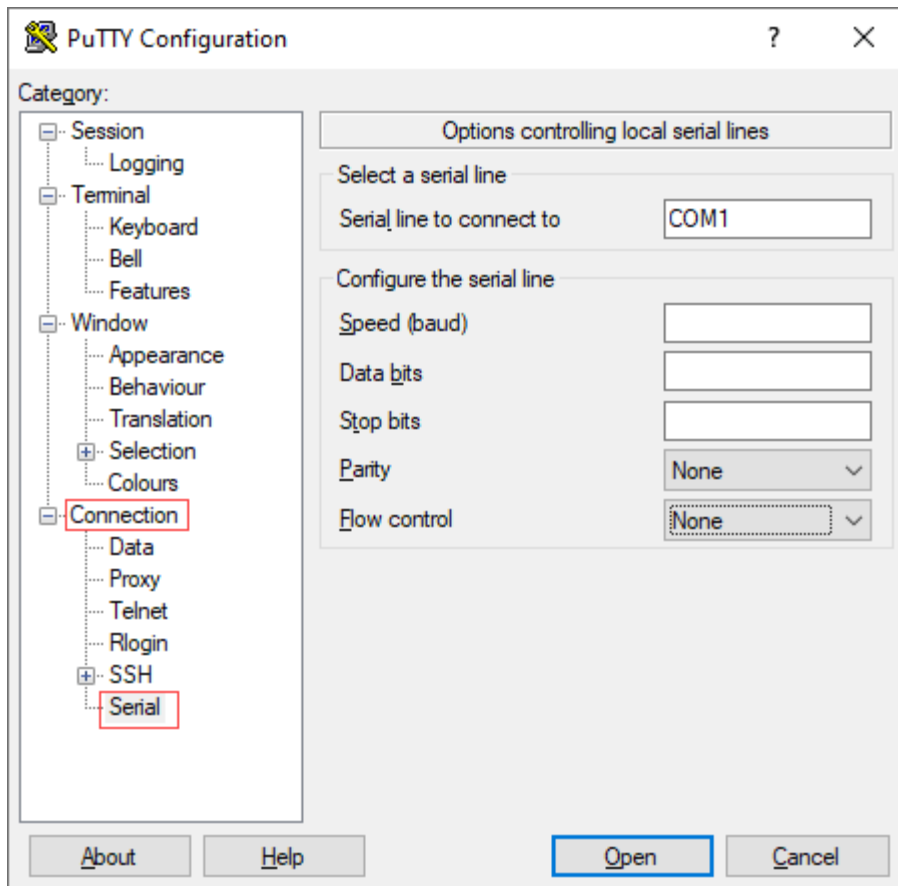 PuTTY Configuration
?
Category:
Session
Logging
Terminal
Keyboard
Bell
Features
Window
Appearance
Behaviour
Translation
Selection
Colours
Connection
Data
Proxy
Telnet
Rlogin
SSH
Serial
Options controlling local serial lines
Select a serial line
Serial line to connect to COM1
Configure the serial line
Speed (baud)
Data bits
Stop bits
Parity None
Flow control None
About Help Open Cancel